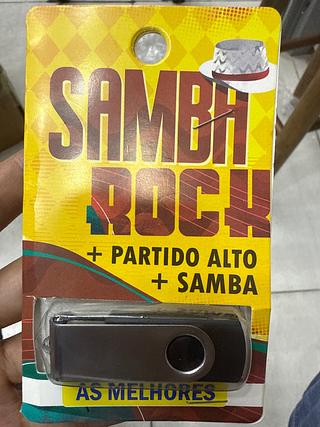 SAMBA
ROCK
+ PARTIDO ALTO
+ SAMBA
AS MELHORES